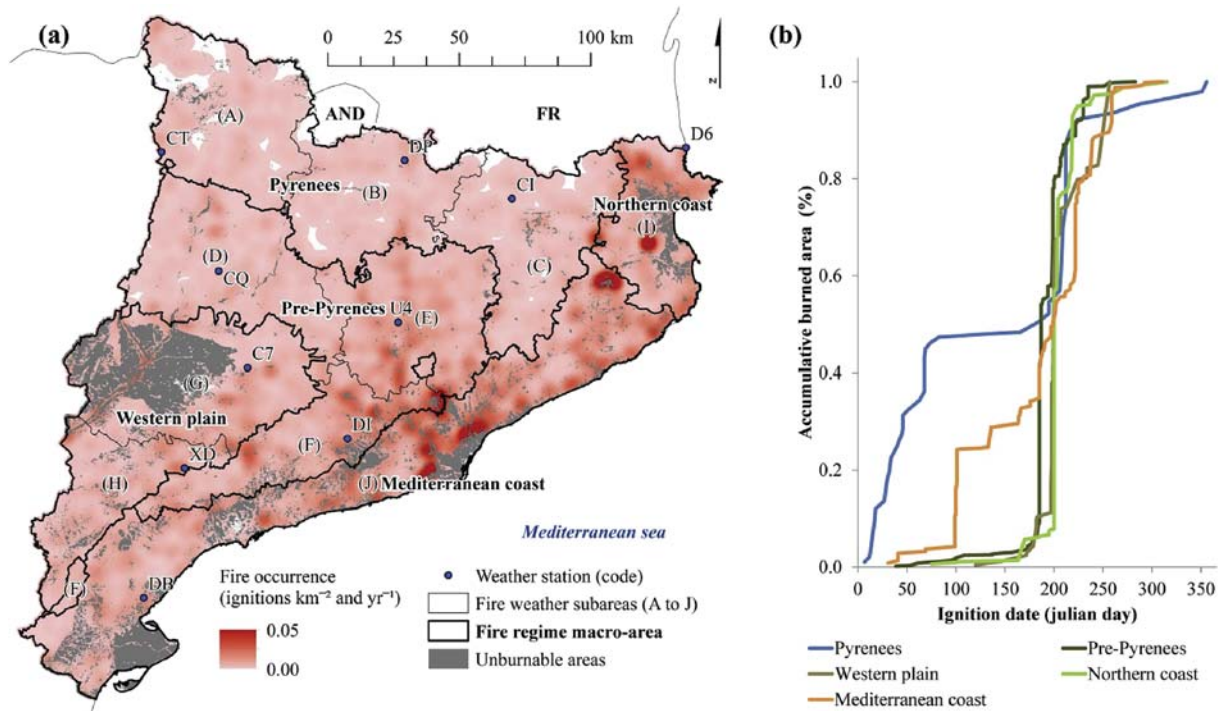 (a)
0 25 50 100 km
N
AND
FR
(A)
CT
DP
D6
Pyrenees
(B)
CI
Northern coast
(I)
(D)
CQ
(C)
Pre-Pyrenees
U4
(E)
C7
(G)
Western plain
DI
(F)
XD
(H)
(J)
Mediterranean coast
Mediterranean sea
(F)
DB
Fire occurrence
(ignitions km⁻² and yr⁻¹)
0.05
0.00
Weather station (code)
Fire weather subareas (A to J)
Fire regime macro-area
Unburnable areas
(b)
Accumulative burned area (%)
1.0
0.8
0.6
0.4
0.2
0.0
0 50 100 150 200 250 300 350
Ignition date (julian day)
Pyrenees
Pre-Pyrenees
Western plain
Northern coast
Mediterranean coast